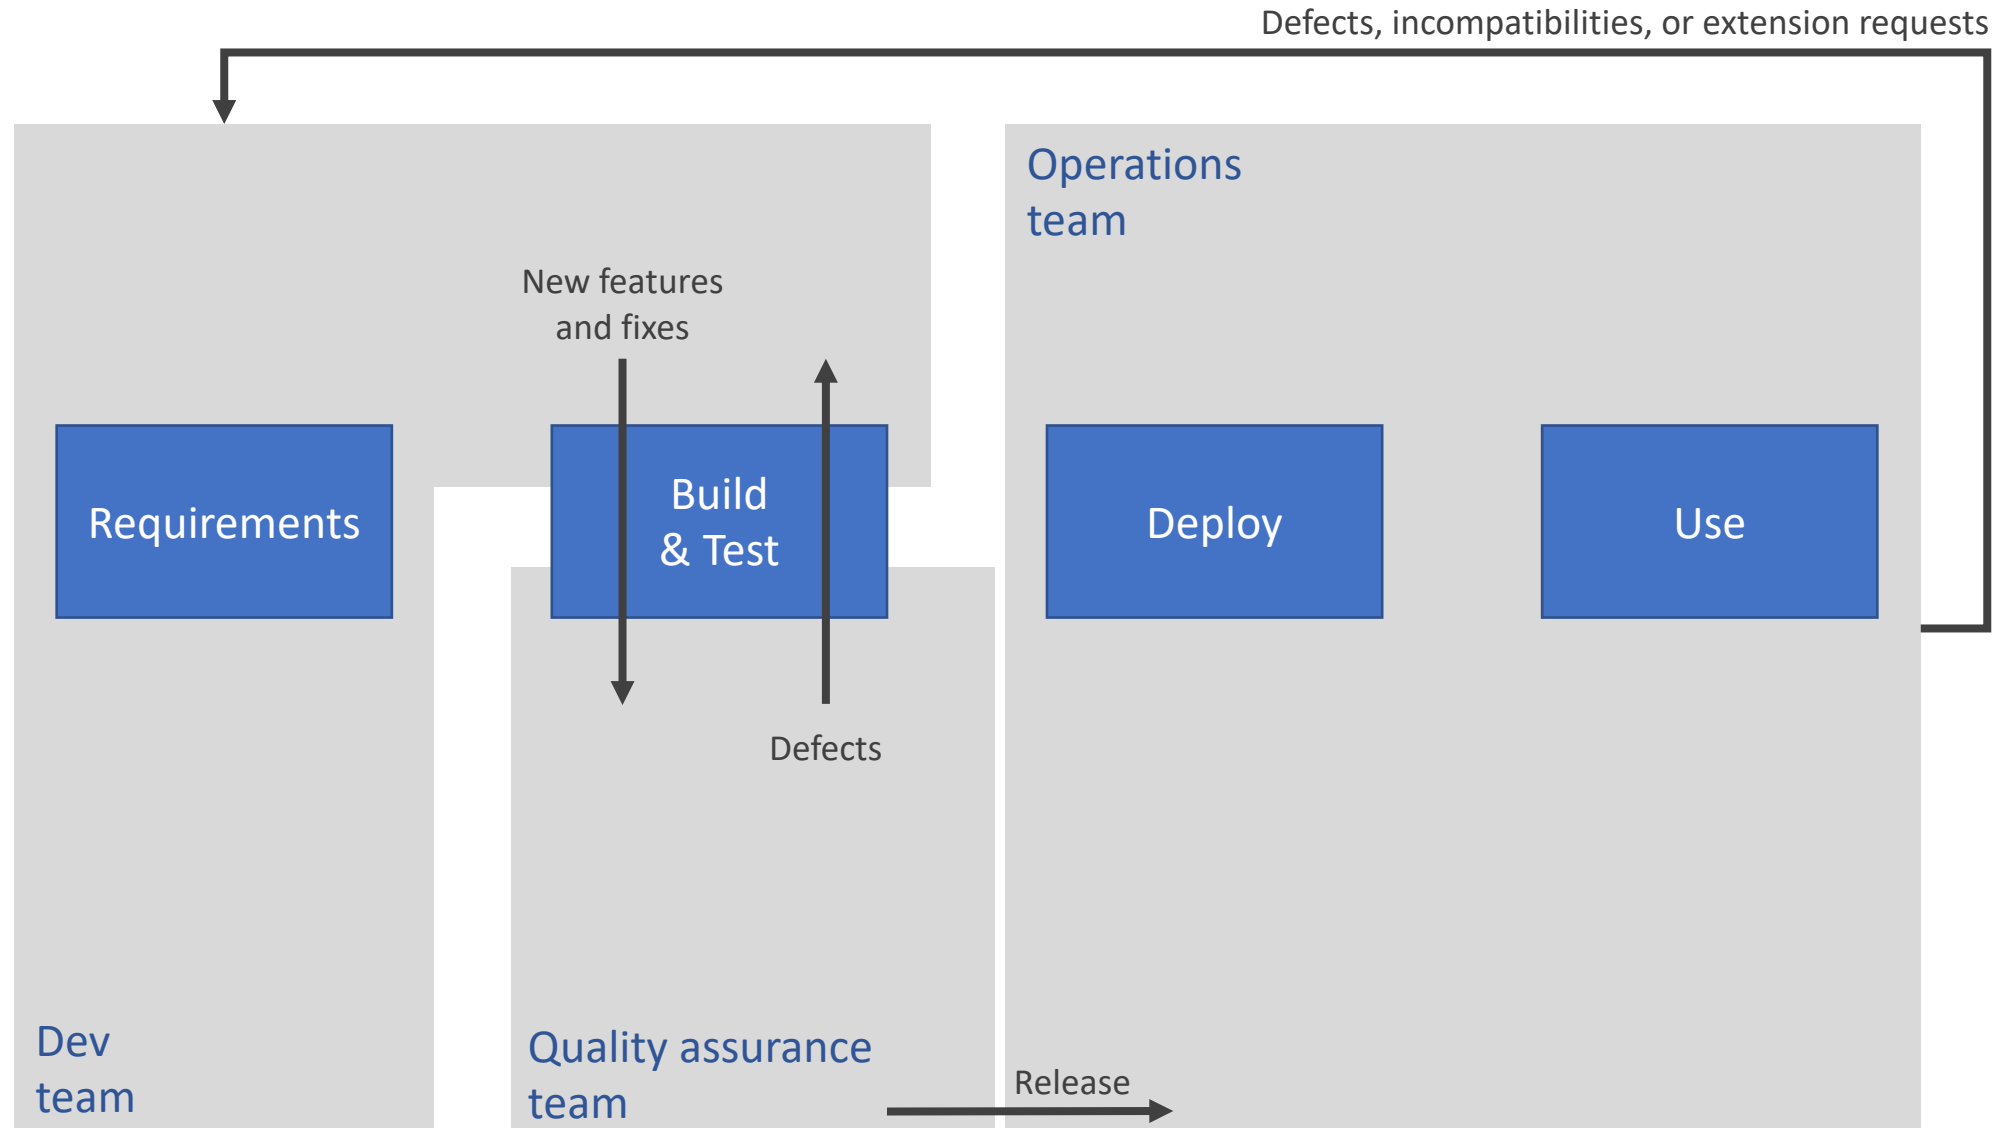 Defects, incompatibilities, or extension requests
Operations
team
New features
and fixes
Requirements
Build
& Test
Deploy
Use
Defects
Dev
team
Quality assurance
team
Release